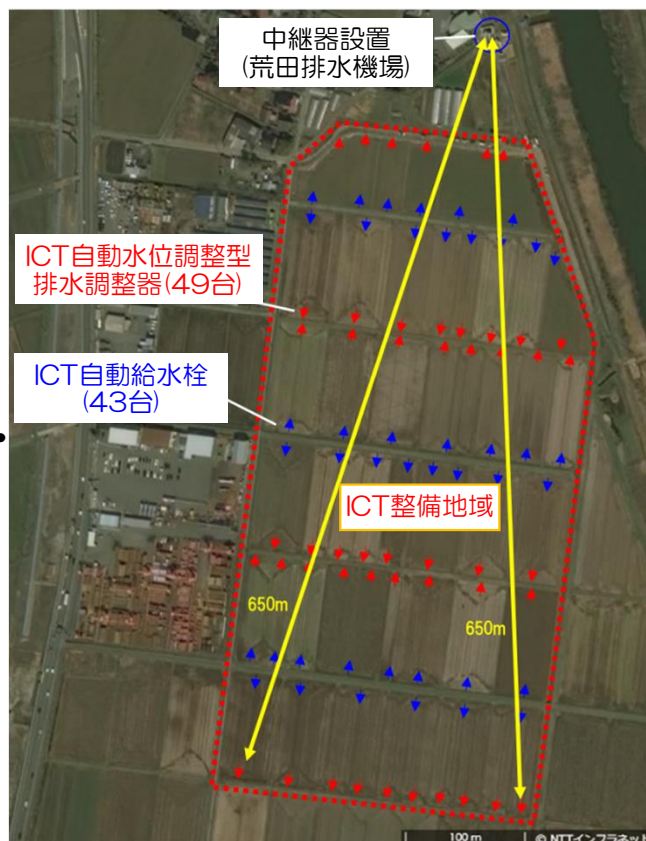 中継器設置
(荒田排水機場)
ICT自動水位調整型
排水調整器(49台)
ICT自動給水栓
(43台)
ICT整備地域
650m
650m
100 m
© NTTインフラネット